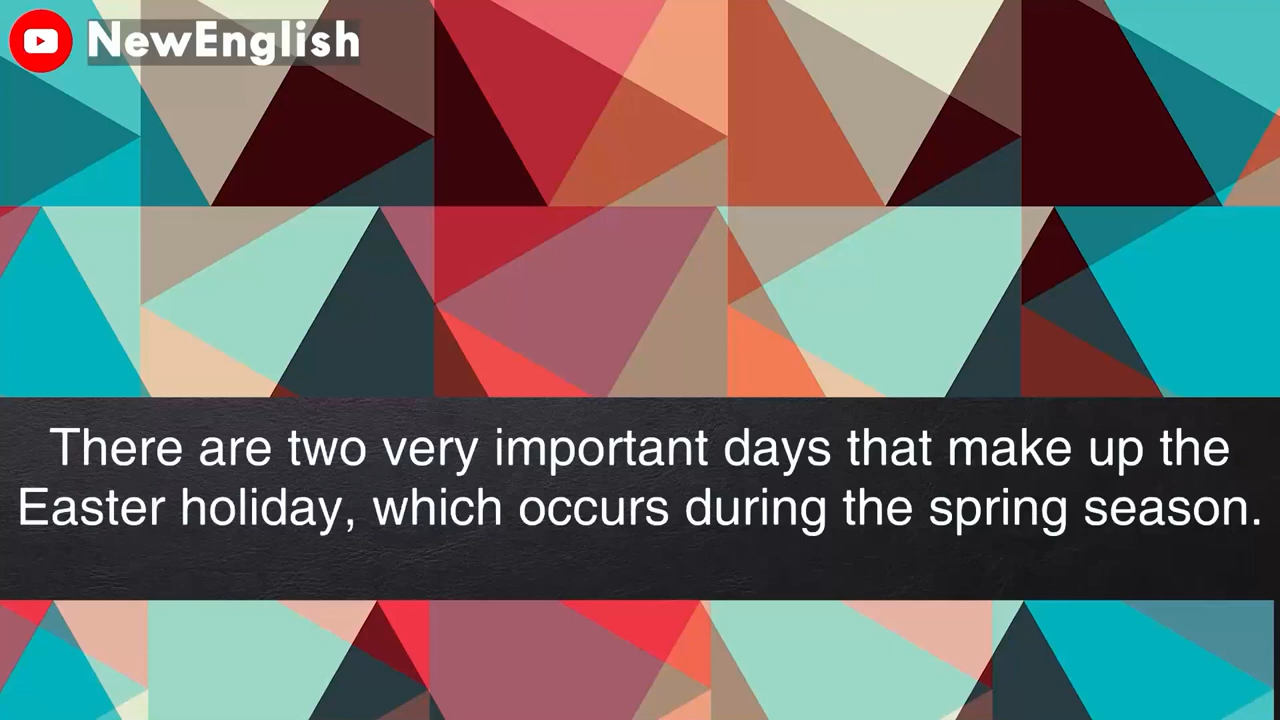 NewEnglish
There are two very important days that make up the
Easter holiday, which occurs during the spring season.